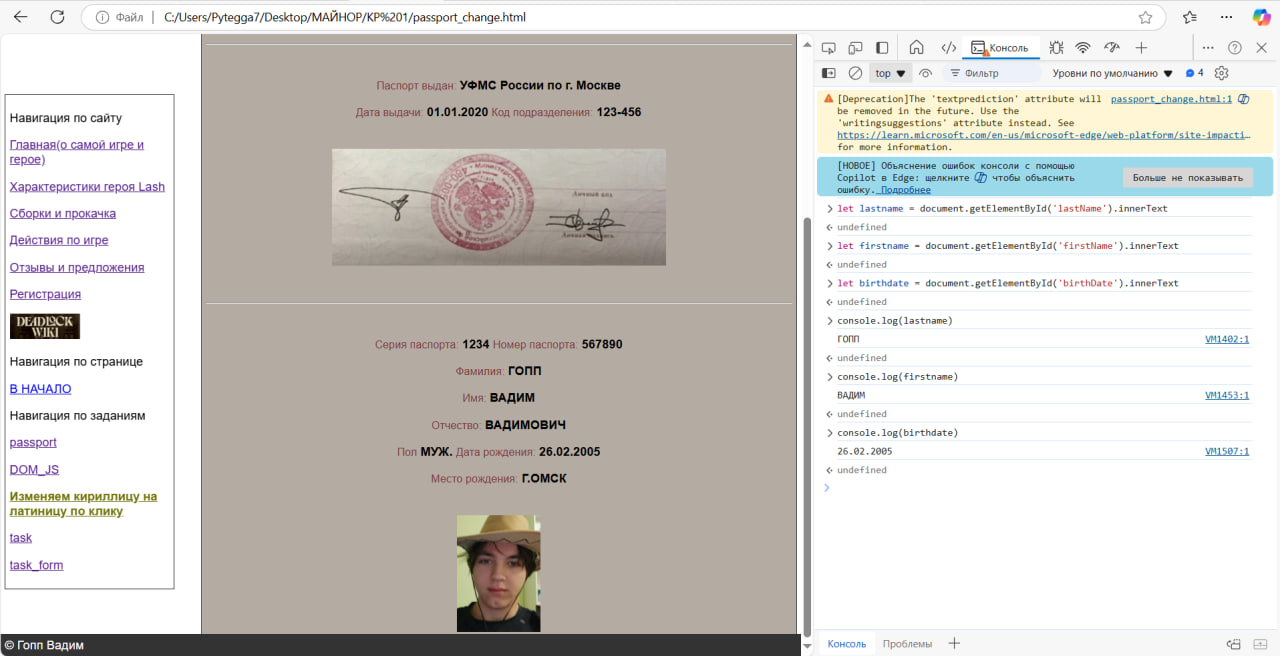 Файл
C:/Users/Pytegga7/Desktop/МАЙНОР/КР%201/passport_change.html
Навигация по сайту
Главная(о самой игре и
герое)
Характеристики героя Lash
Сборки и прокачка
Действия по игре
Отзывы и предложения
Регистрация
DEADLOCK
WIKI
Навигация по странице
В НАЧАЛО
Навигация по заданиям
passport
DOM_JS
Изменяем кириллицу на
латиницу по клику
task
task_form
Паспорт выдан: УФМС России по г. Москве
Дата выдачи: 01.01.2020 Код подразделения: 123-456
Личный код
Серия паспорта: 1234 Номер паспорта: 567890
Фамилия: ГОПП
Имя: ВАДИМ
Отчество: ВАДИМОВИЧ
Пол МУЖ. Дата рождения: 26.02.2005
Место рождения: Г.ОМСК
© Гопп Вадим
Консоль
top
Фильтр
Уровни по умолчанию
4
[Deprecation]The 'textprediction' attribute will passport_change.html:1
be removed in the future. Use the
'writingsuggestions' attribute instead. See
https://learn.microsoft.com/en-us/microsoft-edge/web-platform/site-impacti…
for more information.
[НОВОЕ] Объяснение ошибок консоли с помощью
Copilot в Edge: щелкните чтобы объяснить
ошибку. Подробнее
Больше не показывать
let lastname = document.getElementById('lastName').innerText
undefined
let firstname = document.getElementById('firstName').innerText
undefined
let birthdate = document.getElementById('birthDate').innerText
undefined
console.log(lastname)
ГОПП VM1402:1
undefined
console.log(firstname)
ВАДИМ VM1453:1
undefined
console.log(birthdate)
26.02.2005 VM1507:1
undefined
Консоль
Проблемы